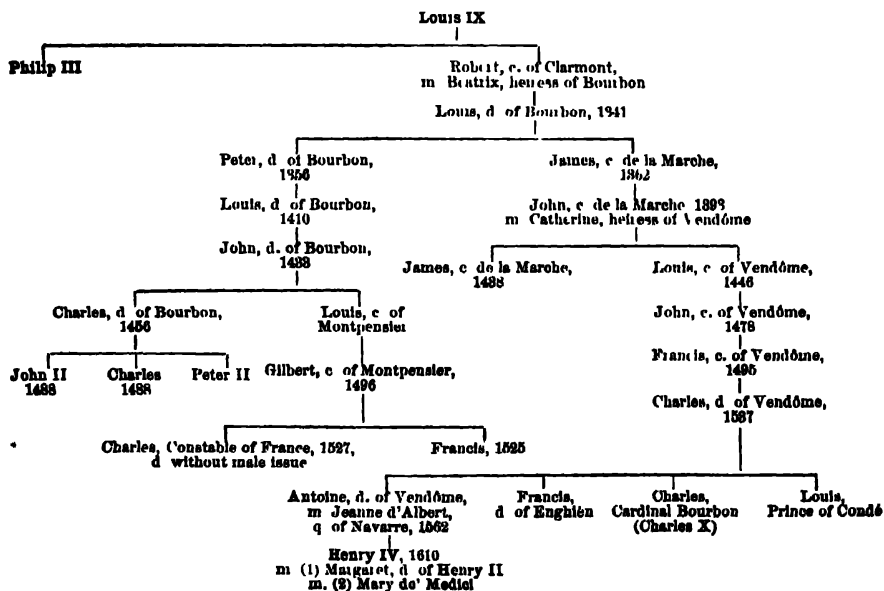 Louis IX
Philip III
Robert, c. of Clarmont,
m Beatrix, heiress of Bourbon
Louis, d of Bourbon, 1341
Peter, d of Bourbon,
1356
James, c de la Marche,
1362
Louis, d. of Bourbon,
1410
John, c de la Marche 1393
m Catherine, heiress of Vendôme
John, d. of Bourbon,
1433
James, c de la Marche,
1438
Louis, c of Vendôme,
1446
Charles, d of Bourbon,
1456
Louis, c of
Montpensier
John, c. of Vendôme,
1478
John II
1488
Charles
1488
Peter II
Gilbert, c of Montpensier,
1496
Francis, c. of Vendôme,
1495
Charles, d of Vendôme,
1537
Charles, Constable of France, 1527,
d without male issue
Francis, 1525
Antoine, d. of Vendôme,
m Jeanne d'Albert,
q of Navarre, 1562
Francis,
d of Enghien
Charles,
Cardinal Bourbon
(Charles X)
Louis,
Prince of Condé
Henry IV, 1610
m (1) Margaret, d of Henry II
m. (2) Mary de' Medici